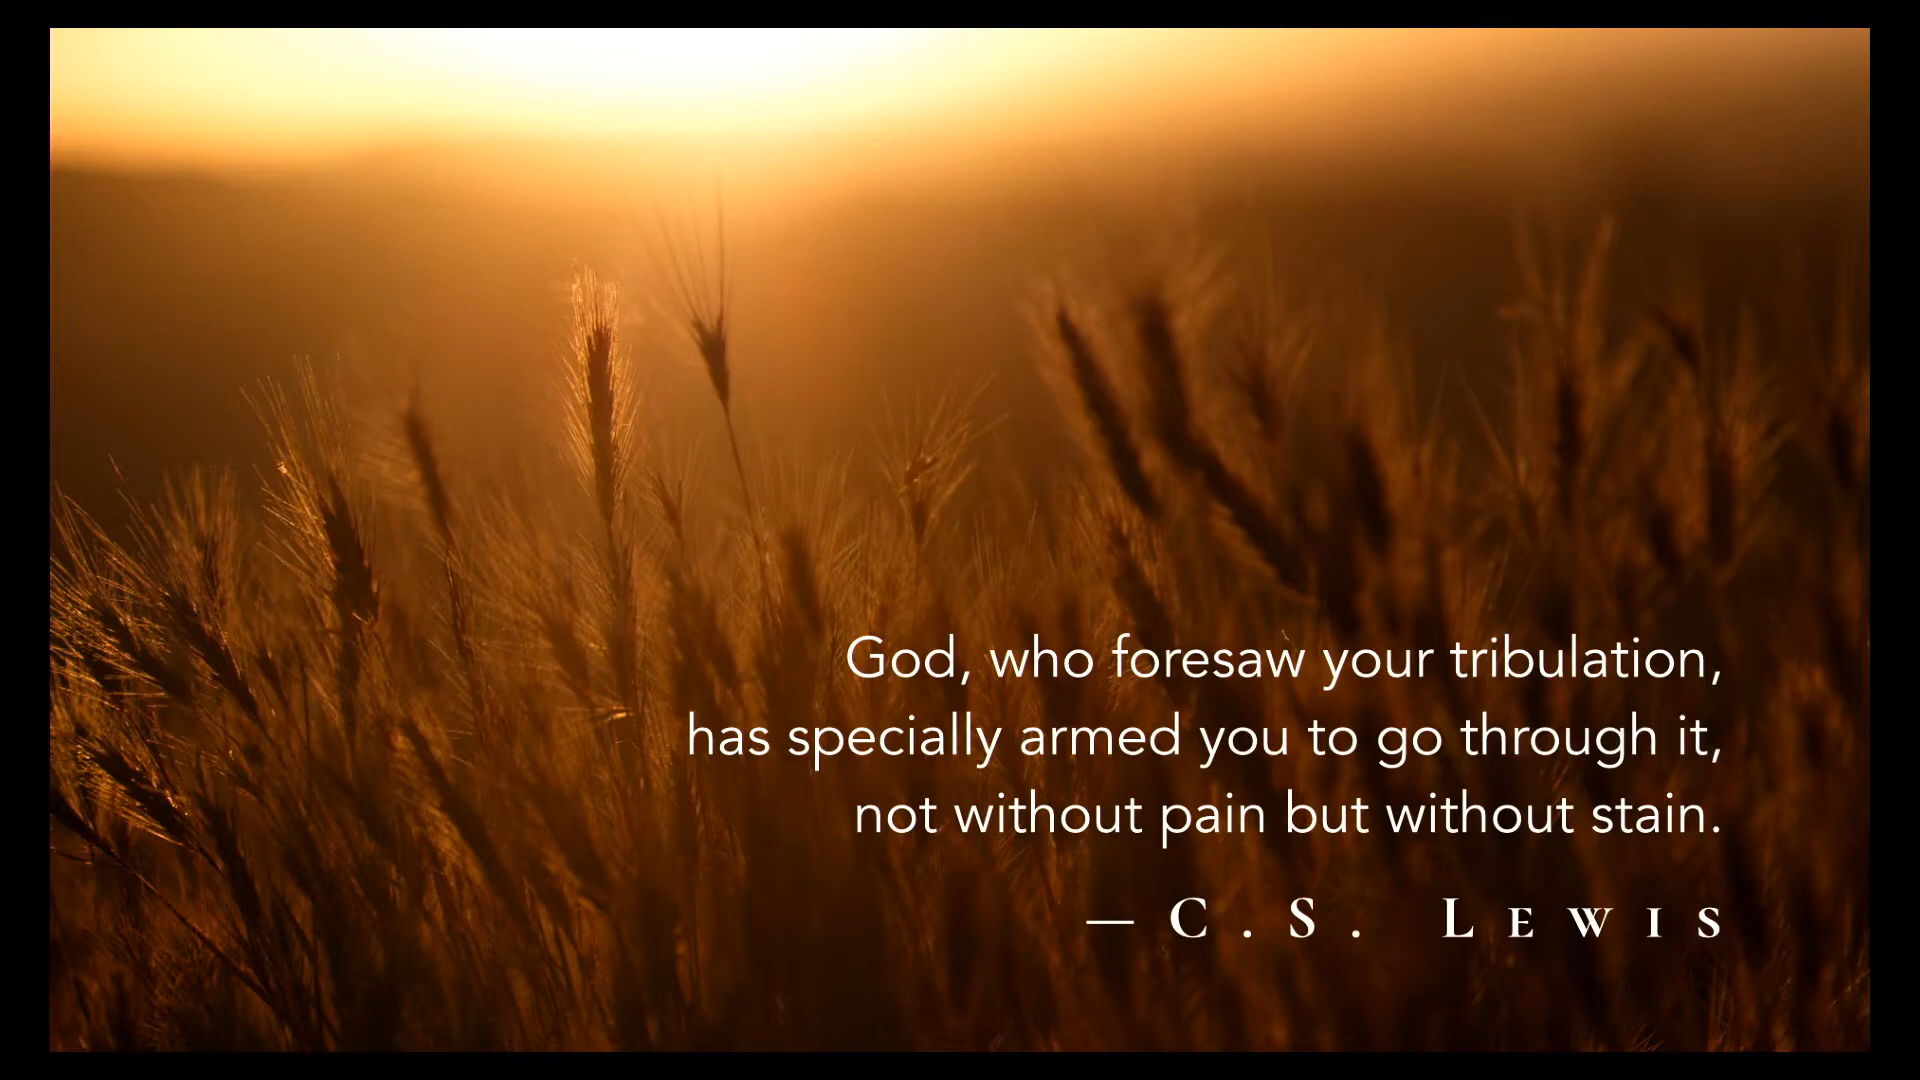 God, who foresaw your tribulation,
has specially armed you to go through it,
not without pain but without stain.
— C.S. Lewis